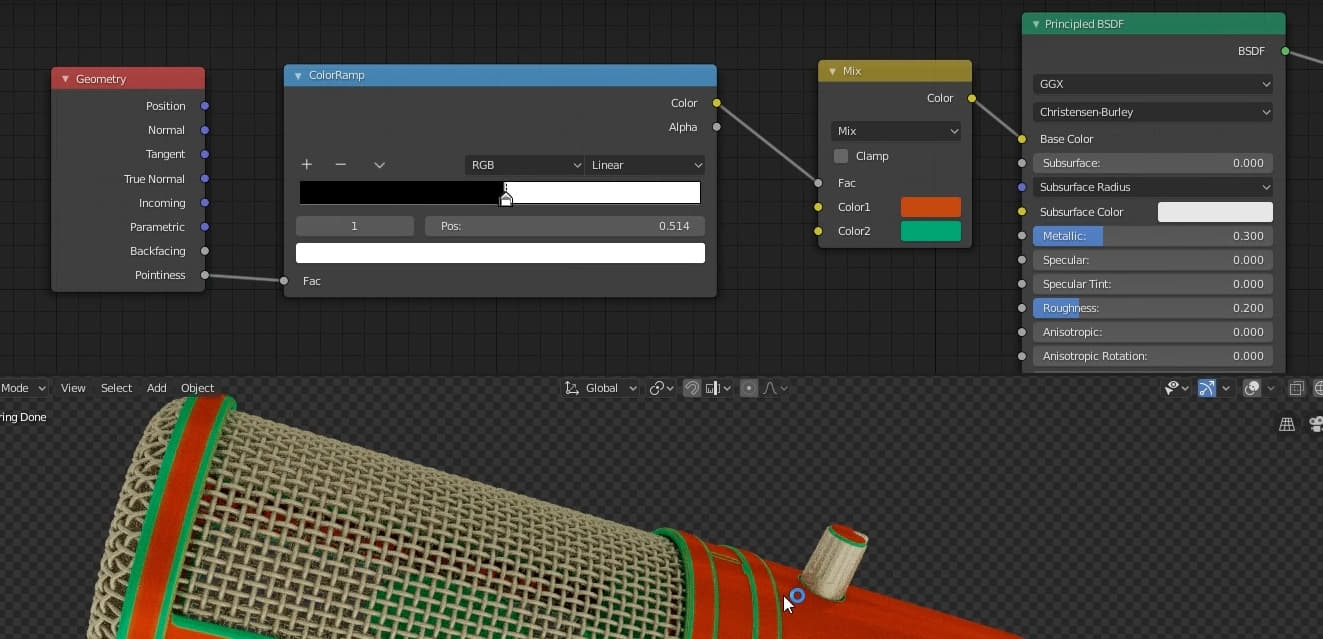 Geometry
Position
Normal
Tangent
True Normal
Incoming
Parametric
Backfacing
Pointiness
ColorRamp
Color
Alpha
RGB
Linear
1
Pos: 0.514
Fac
Mix
Color
Mix
Clamp
Fac
Color1
Color2
Principled BSDF
BSDF
GGX
Christensen-Burley
Base Color
Subsurface: 0.000
Subsurface Radius
Subsurface Color
Metallic: 0.300
Specular: 0.000
Specular Tint: 0.000
Roughness: 0.200
Anisotropic: 0.000
Anisotropic Rotation: 0.000
Mode View Select Add Object Global
ring Done